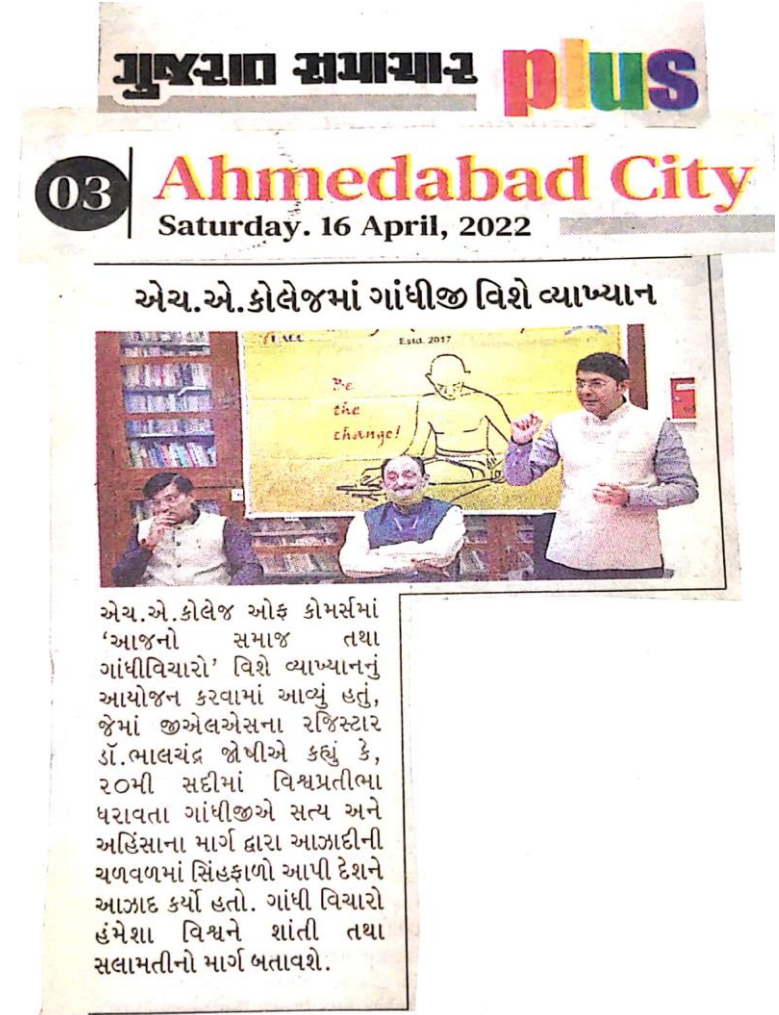 ગુજરાત સમાચાર plus
03 Ahmedabad City
Saturday. 16 April, 2022
એચ.એ.કોલેજમાં ગાંધીજી વિશે વ્યાખ્યાન
Estd. 2017
Be
the
change!
એચ.એ.કોલેજ ઓફ કોમર્સમાં
‘આજનો સમાજ તથા
ગાંધીવિચારો’ વિશે વ્યાખ્યાનનું
આયોજન કરવામાં આવ્યું હતું,
જેમાં જીએલએસના રજિસ્ટાર
ડૉ.ભાલચંદ્ર જોષીએ કહ્યું કે,
૨૦મી સદીમાં વિશ્વપ્રતીભા
ધરાવતા ગાંધીજીએ સત્ય અને
અહિંસાના માર્ગ દ્વારા આઝાદીની
ચળવળમાં સિંહફાળો આપી દેશને
આઝાદ કર્યો હતો. ગાંધી વિચારો
હંમેશા વિશ્વને શાંતી તથા
સલામતીનો માર્ગ બતાવશે.